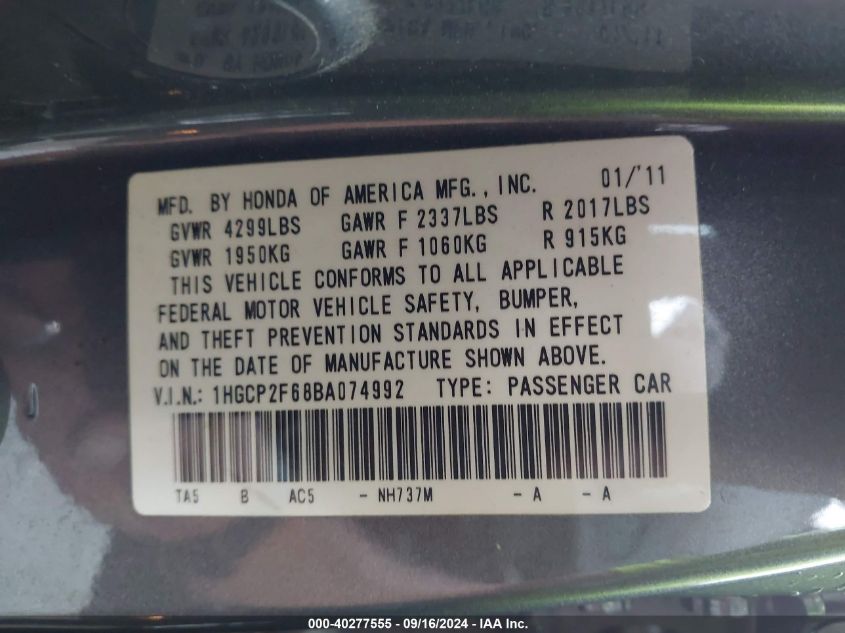 MFD. BY HONDA OF AMERICA MFG., INC. 01/'11
GVWR 4299LBS GAWR F 2337LBS R 2017LBS
GVWR 1950KG GAWR F 1060KG R 915KG
THIS VEHICLE CONFORMS TO ALL APPLICABLE
FEDERAL MOTOR VEHICLE SAFETY, BUMPER,
AND THEFT PREVENTION STANDARDS IN EFFECT
ON THE DATE OF MANUFACTURE SHOWN ABOVE.
V.I.N.: 1HGCP2F68BA074992 TYPE: PASSENGER CAR
TA5 B AC5 - NH737M - A - A
000-40277555 - 09/16/2024 - IAA Inc.